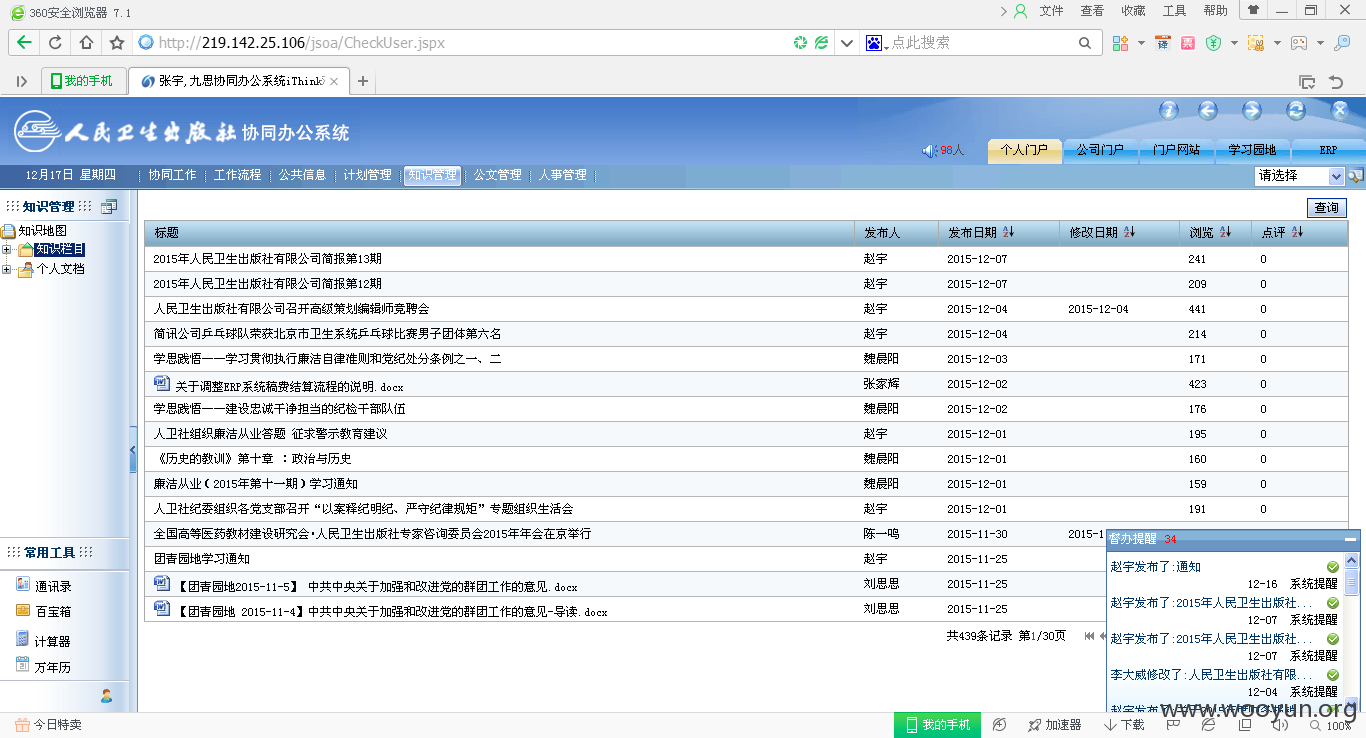 360安全浏览器 7.1
文件 查看 收藏 工具 帮助
http://219.142.25.106/jsoa/CheckUser.jspx
点此搜索
我的手机
张宇,九思协同办公系统iThink
人民卫生出版社 协同办公系统
98人
个人门户 公司门户 门户网站 学习园地 ERP
12月17日 星期四 协同工作 工作流程 公共信息 计划管理 知识管理 公文管理 人事管理
请选择
知识管理
知识地图
知识栏目
个人文档
查询
标题 发布人 发布日期 修改日期 浏览 点评
2015年人民卫生出版社有限公司简报第13期 赵宇 2015-12-07 241 0
2015年人民卫生出版社有限公司简报第12期 赵宇 2015-12-07 209 0
人民卫生出版社有限公司召开高级策划编辑师竞聘会 赵宇 2015-12-04 2015-12-04 441 0
简讯公司乒乓球队荣获北京市卫生系统乒乓球比赛男子团体第六名 赵宇 2015-12-04 214 0
学思践悟——学习贯彻执行廉洁自律准则和党纪处分条例之一、二 魏晨阳 2015-12-03 171 0
关于调整ERP系统稿费结算流程的说明.docx 张家辉 2015-12-02 423 0
学思践悟——建设忠诚干净担当的纪检干部队伍 魏晨阳 2015-12-02 176 0
人卫社组织廉洁从业答题 征求警示教育建议 赵宇 2015-12-01 195 0
《历史的教训》第十章 :政治与历史 魏晨阳 2015-12-01 160 0
廉洁从业(2015年第十一期)学习通知 魏晨阳 2015-12-01 159 0
人卫社纪委组织各党支部召开“以案释纪明纪、严守纪律规矩”专题组织生活会 赵宇 2015-12-01 191 0
全国高等医药教材建设研究会·人民卫生出版社专家咨询委员会2015年年会在京举行 陈一鸣 2015-11-30 2015-1
团青园地学习通知 赵宇 2015-11-25
【团青园地2015-11-5】 中共中央关于加强和改进党的群团工作的意见.docx 刘思思 2015-11-25
【团青园地 2015-11-4】中共中央关于加强和改进党的群团工作的意见-导读.docx 刘思思 2015-11-25
共439条记录 第1/30页
常用工具
通讯录
百宝箱
计算器
万年历
督办提醒 34
赵宇发布了:通知
12-16 系统提醒
赵宇发布了:2015年人民卫生出版社...
12-07 系统提醒
赵宇发布了:2015年人民卫生出版社...
12-07 系统提醒
李大威修改了:人民卫生出版社有限...
12-04 系统提醒
www.wooyun.org
今日特卖
我的手机 加速器 下载 100%